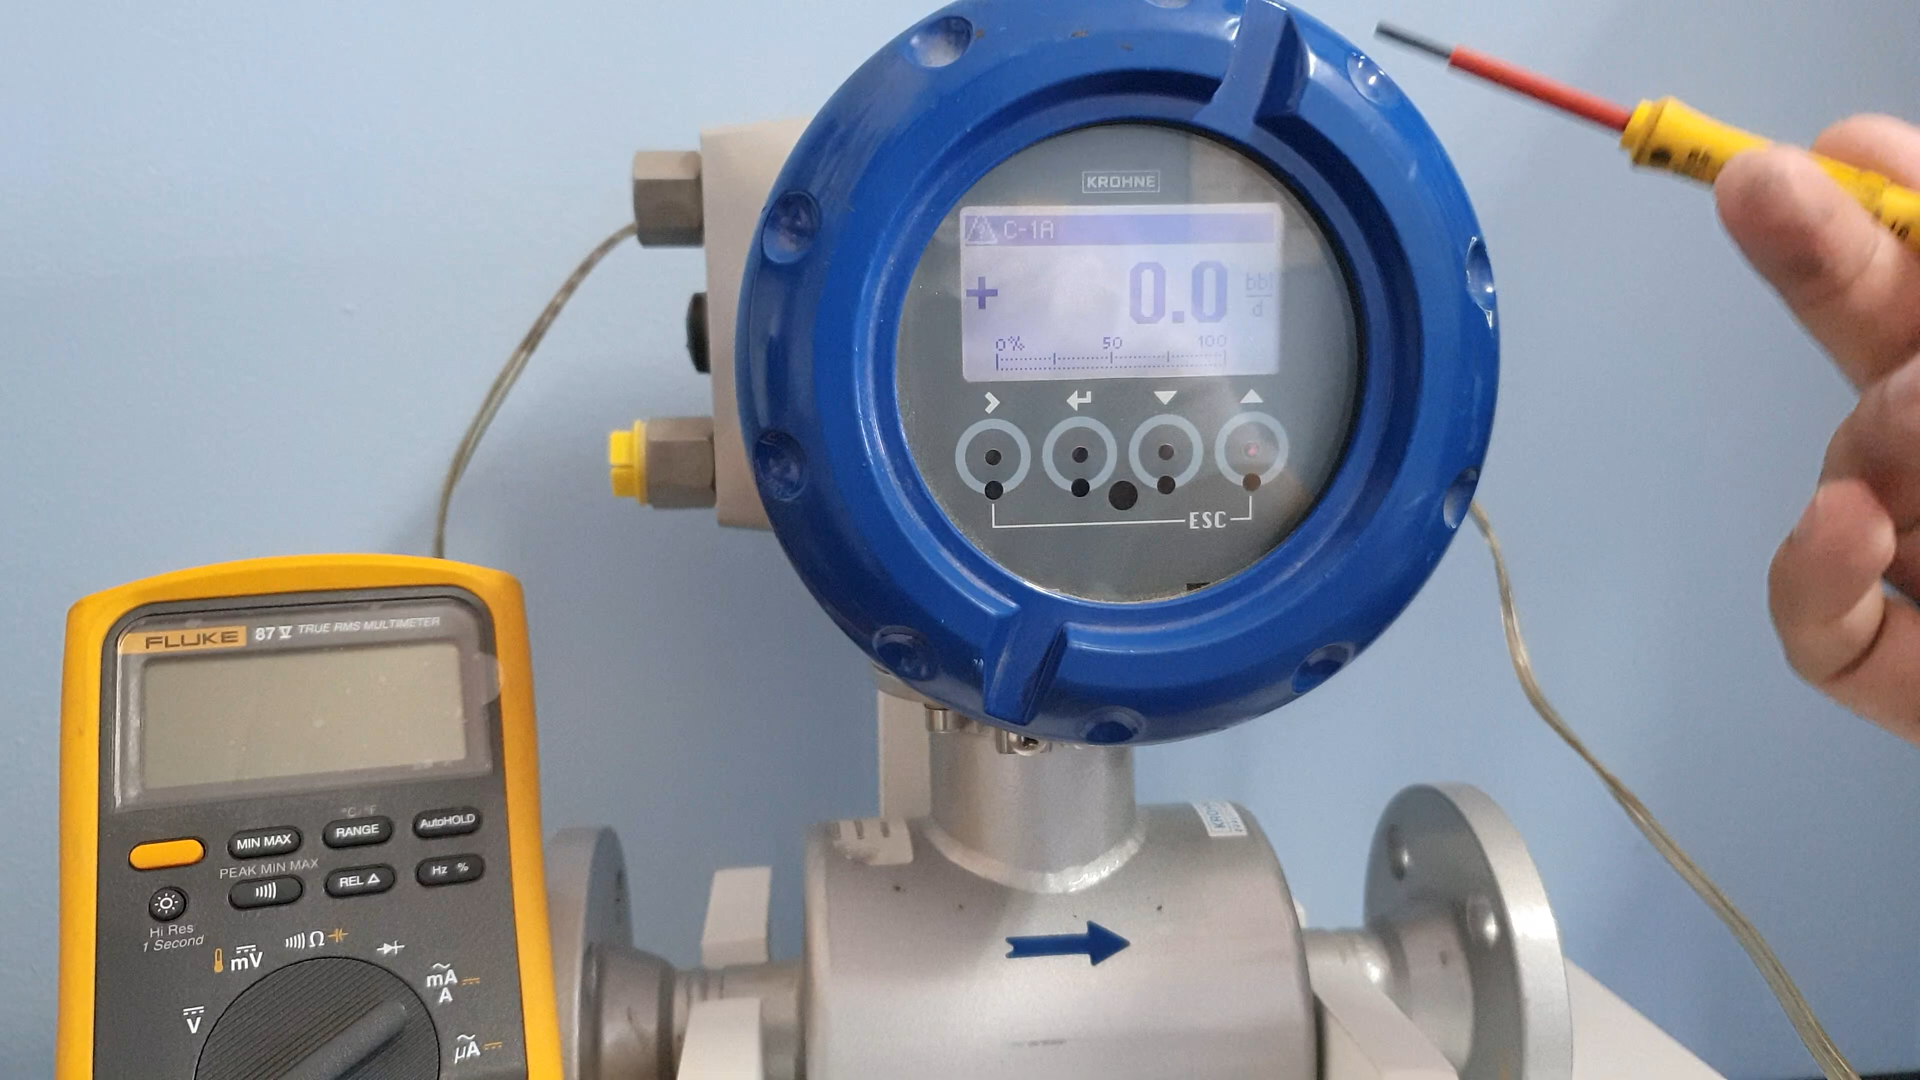 KROHNE
C-1A
+ 0.0 bbl/d
0% 50 100
ESC
FLUKE 87 V TRUE RMS MULTIMETER
MIN MAX
°C °F
RANGE
AutoHOLD
PEAK MIN MAX
REL Δ
Hz %
Hi Res
1 Second
mV
Ω
mA
A
V
µA